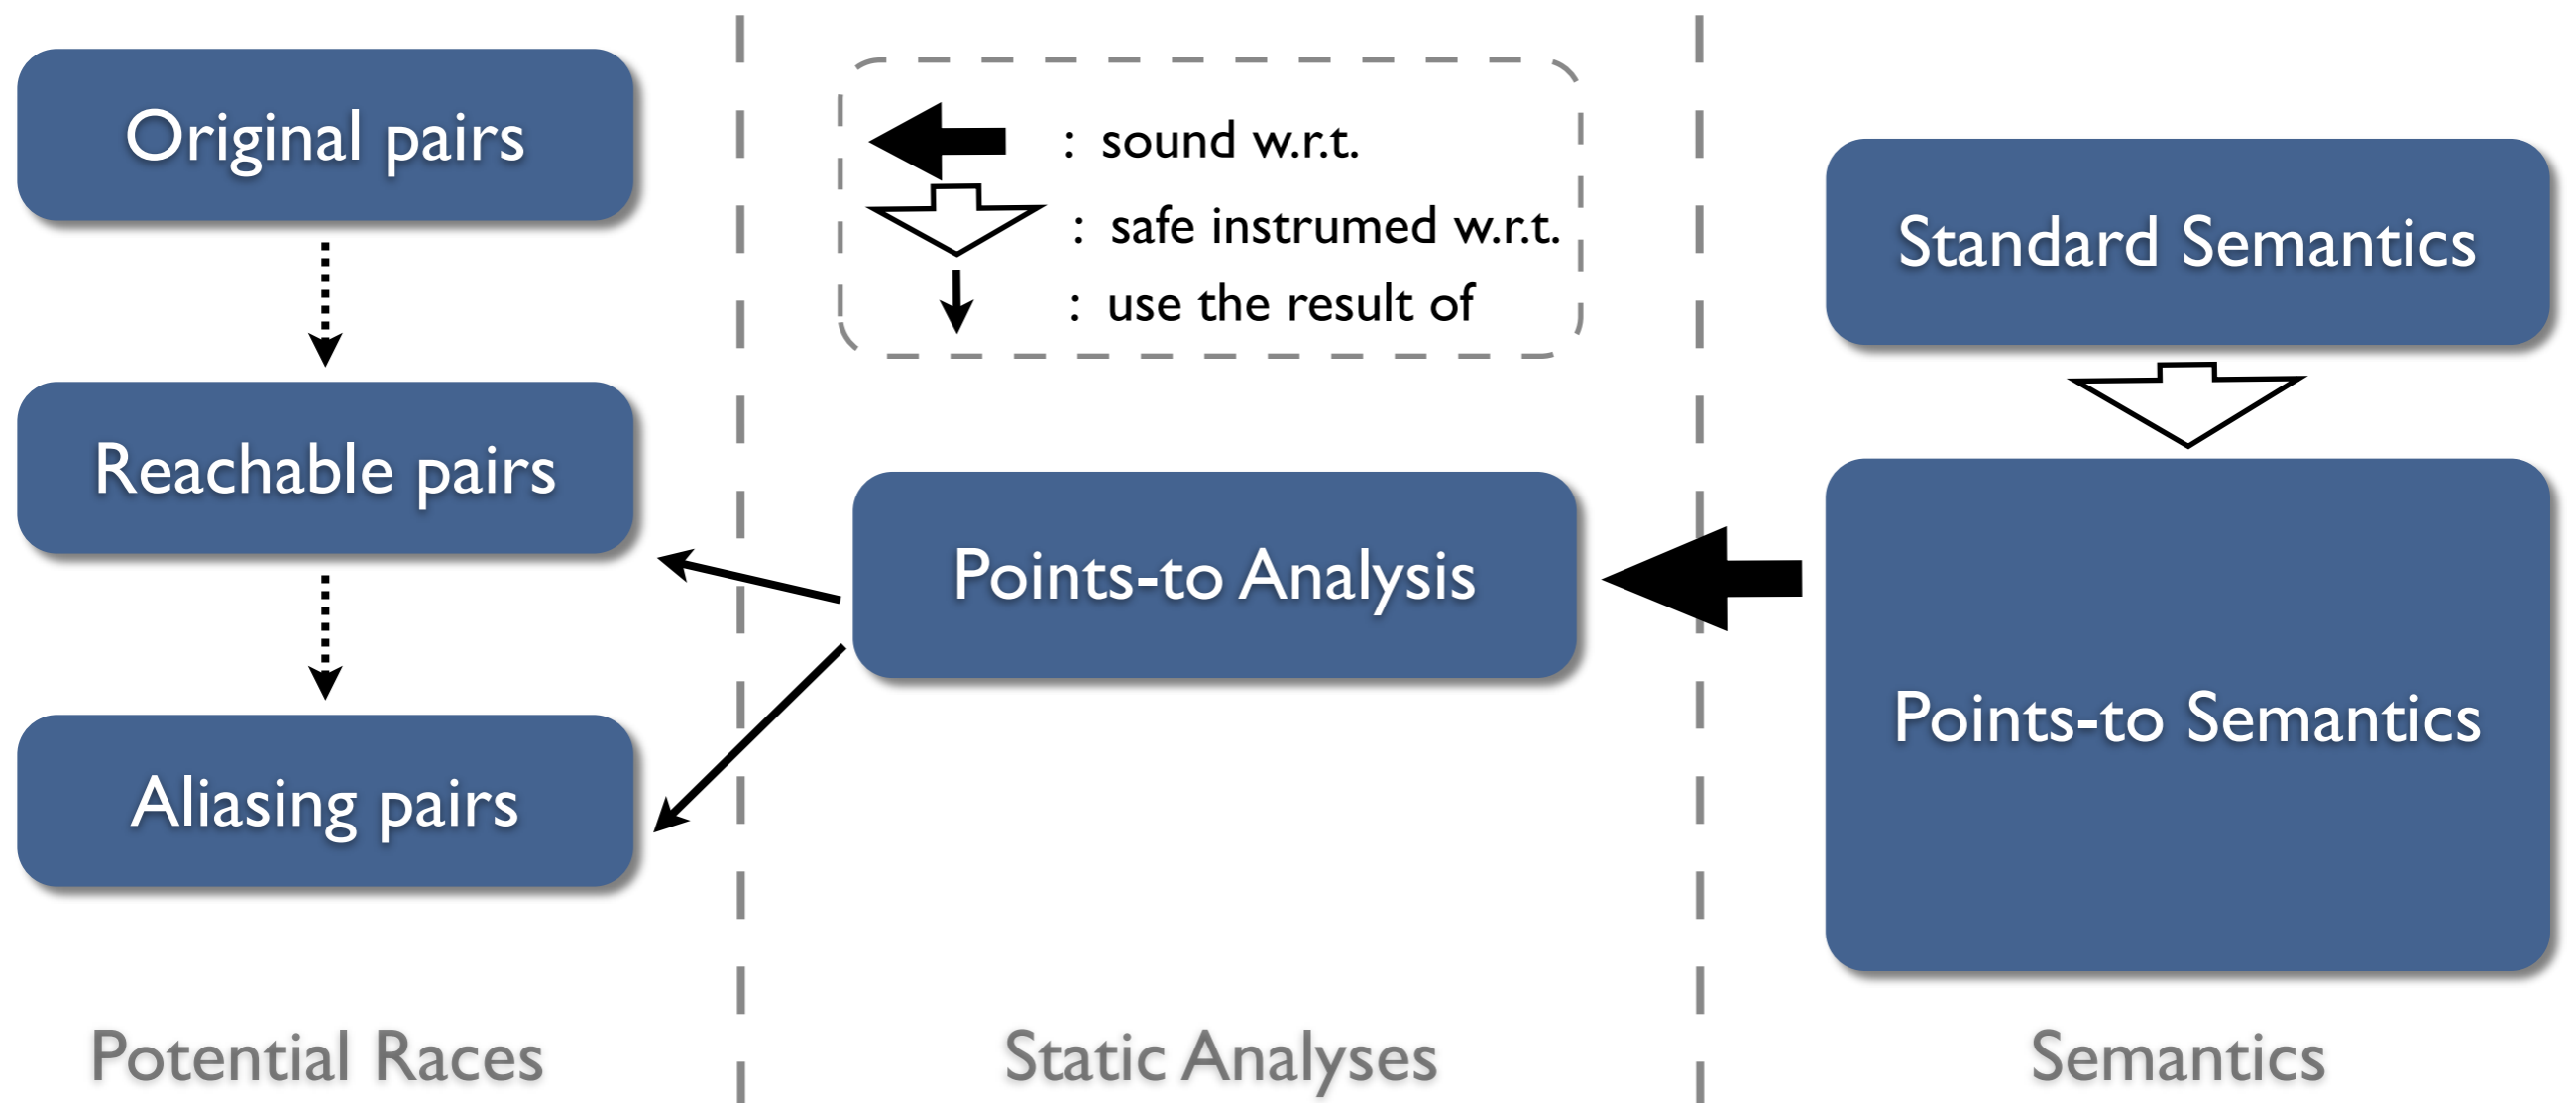 Original pairs
Reachable pairs
Aliasing pairs
Potential Races
: sound w.r.t.
: safe instrumed w.r.t.
: use the result of
Points-to Analysis
Static Analyses
Standard Semantics
Points-to Semantics
Semantics